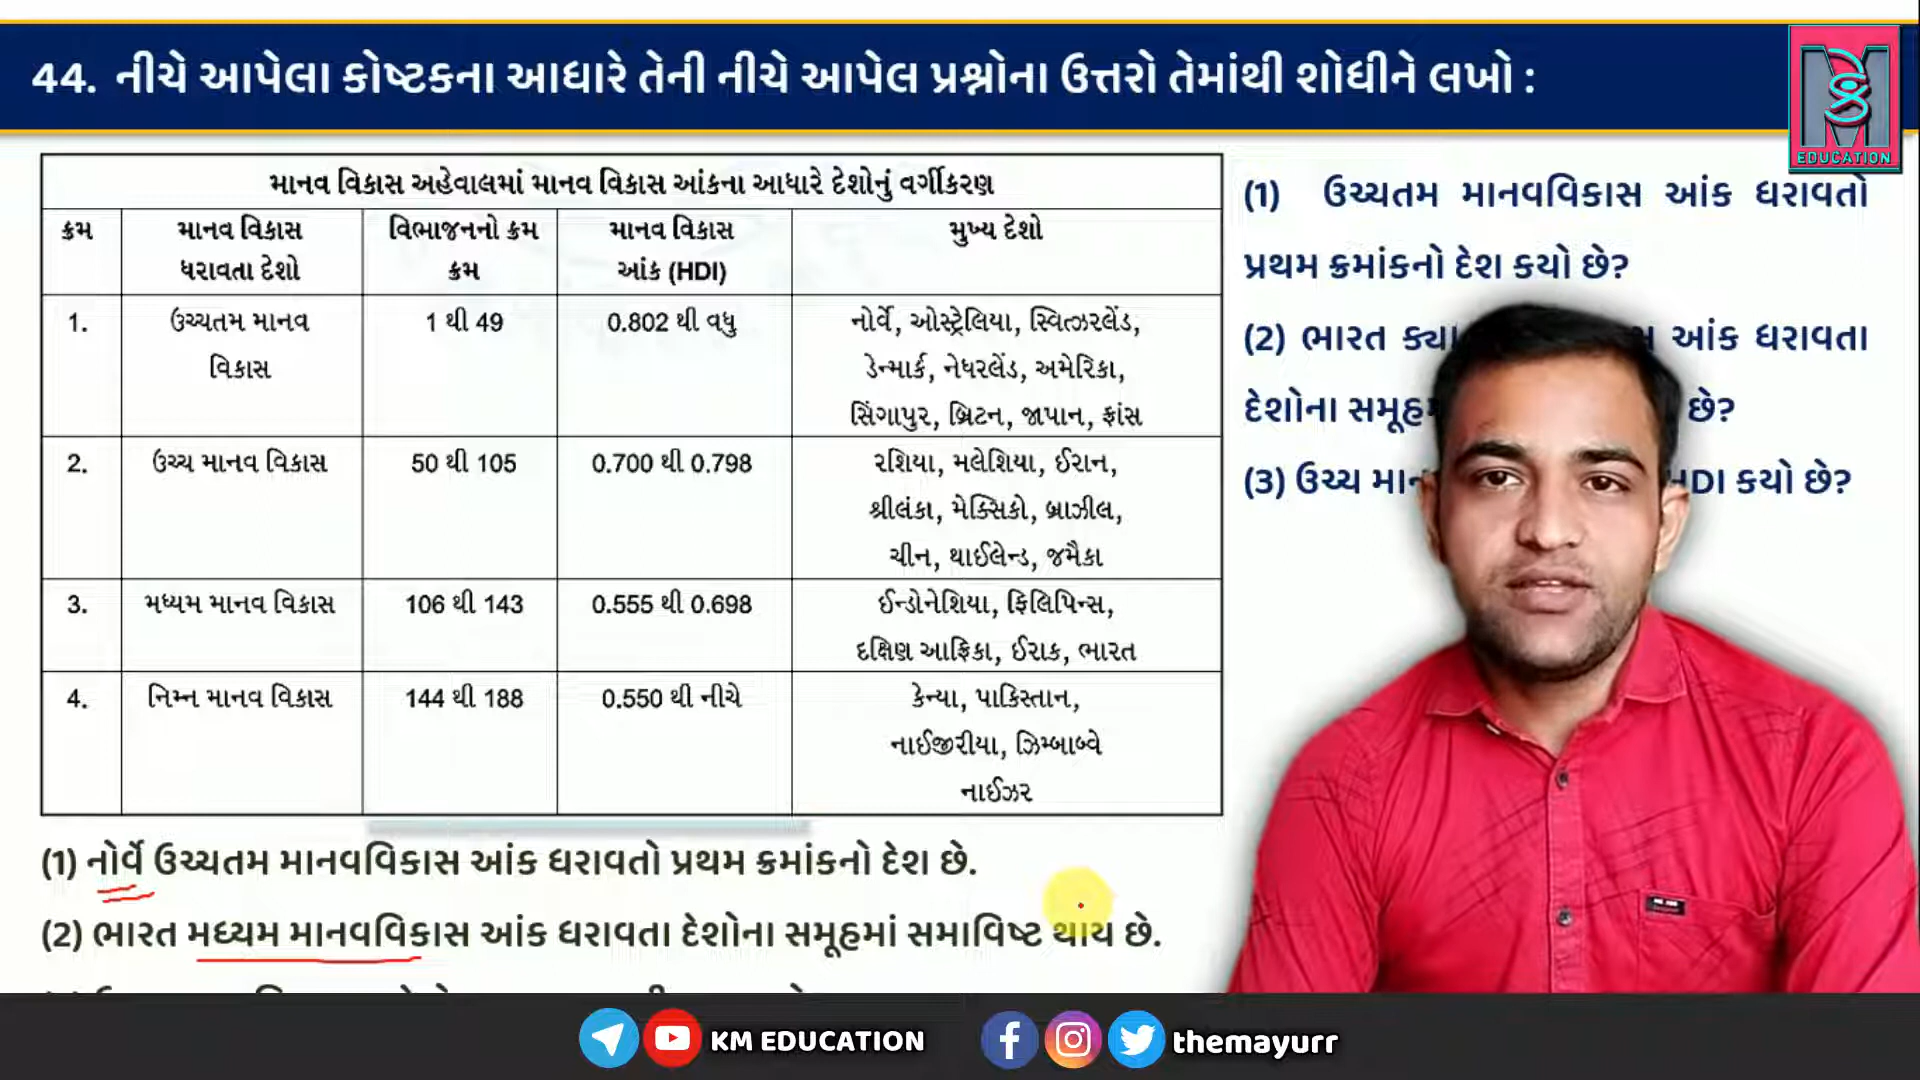 44. નીચે આપેલા કોષ્ટકના આધારે તેની નીચે આપેલ પ્રશ્નોના ઉત્તરો તેમાંથી શોધીને લખો :
EDUCATION
માનવ વિકાસ અહેવાલમાં માનવ વિકાસ આંકના આધારે દેશોનું વર્ગીકરણ
ક્રમ માનવ વિકાસ ધરાવતા દેશો વિભાજનનો ક્રમ ક્રમ માનવ વિકાસ આંક (HDI) મુખ્ય દેશો
1. ઉચ્ચતમ માનવ વિકાસ 1 થી 49 0.802 થી વધુ નોર્વે, ઓસ્ટ્રેલિયા, સ્વિત્ઝરલેંડ,
ડેન્માર્ક, નેધરલેંડ, અમેરિકા,
સિંગાપુર, બ્રિટન, જાપાન, ફ્રાંસ
2. ઉચ્ચ માનવ વિકાસ 50 થી 105 0.700 થી 0.798 રશિયા, મલેશિયા, ઈરાન,
શ્રીલંકા, મેક્સિકો, બ્રાઝીલ,
ચીન, થાઈલેન્ડ, જમૈકા
3. મધ્યમ માનવ વિકાસ 106 થી 143 0.555 થી 0.698 ઈન્ડોનેશિયા, ફિલિપિન્સ,
દક્ષિણ આફ્રિકા, ઈરાક, ભારત
4. નિમ્ન માનવ વિકાસ 144 થી 188 0.550 થી નીચે કેન્યા, પાકિસ્તાન,
નાઈજીરીયા, ઝિમ્બાબ્વે
નાઈઝર
(1) ઉચ્ચતમ માનવવિકાસ આંક ધરાવતો
પ્રથમ ક્રમાંકનો દેશ કયો છે?
(2) ભારત ક્યા આંક ધરાવતા
દેશોના છે?
(3) ઉચ્ચ HDI કયો છે?
(1) નોર્વે ઉચ્ચતમ માનવવિકાસ આંક ધરાવતો પ્રથમ ક્રમાંકનો દેશ છે.
(2) ભારત મધ્યમ માનવવિકાસ આંક ધરાવતા દેશોના સમૂહમાં સમાવિષ્ટ થાય છે.
KM EDUCATION
themayurr